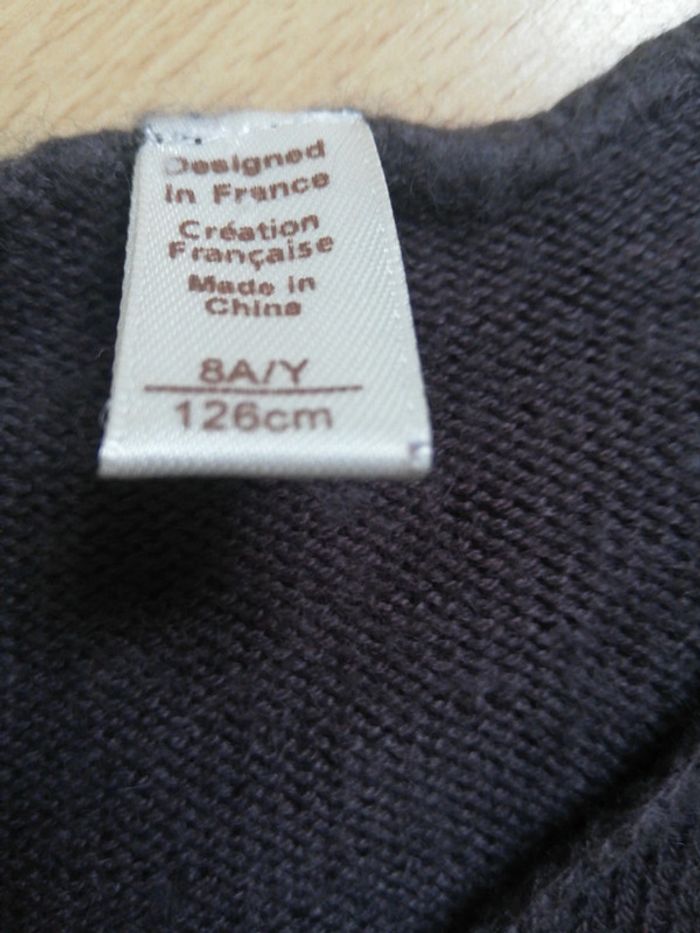 Designed
in France
Création
Française
Made in
China
8A/Y
126cm